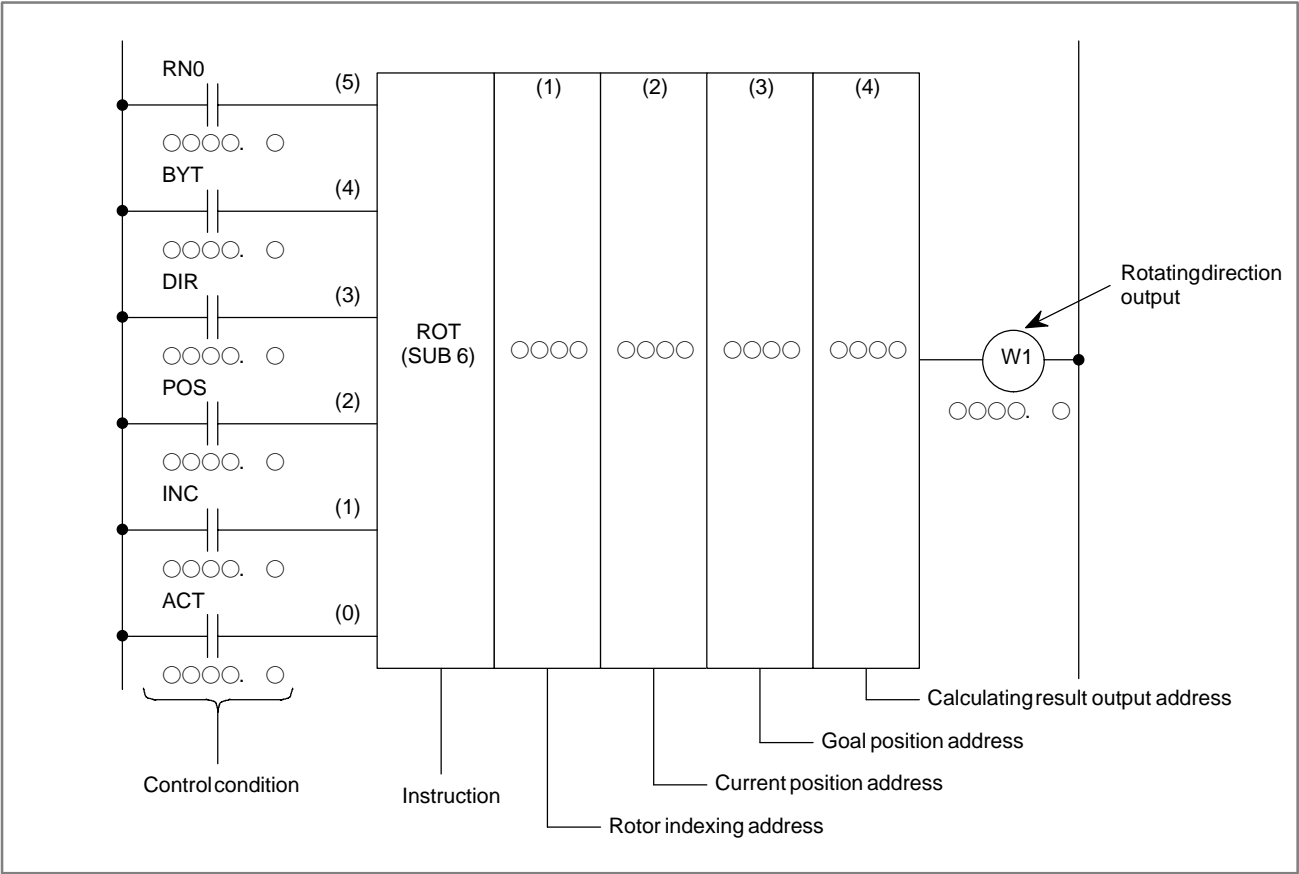 RN0
(5)
(1)
(2)
(3)
(4)
○○○○. ○
BYT
(4)
○○○○. ○
DIR
(3)
Rotatingdirection
output
ROT
(SUB 6)
○○○○
○○○○
○○○○
○○○○
W1
○○○○. ○
○○○○. ○
POS
(2)
○○○○. ○
INC
(1)
○○○○. ○
ACT
(0)
○○○○. ○
Calculatingresult output address
Goal position address
Current position address
Rotor indexing address
Instruction
Controlcondition